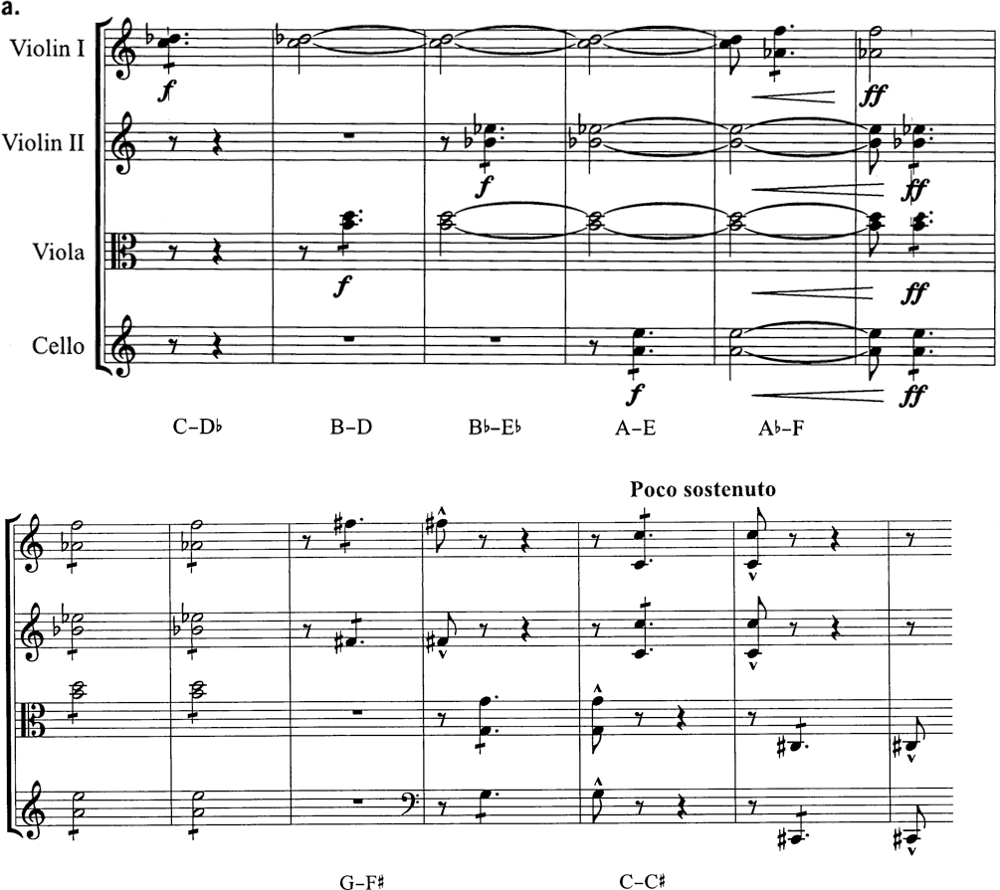 a.
Violin I
f
ff
Violin II
f
ff
Viola
f
ff
Cello
f
ff
C–D♭ B–D B♭–E♭ A–E A♭–F
Poco sostenuto
G–F♯ C–C♯